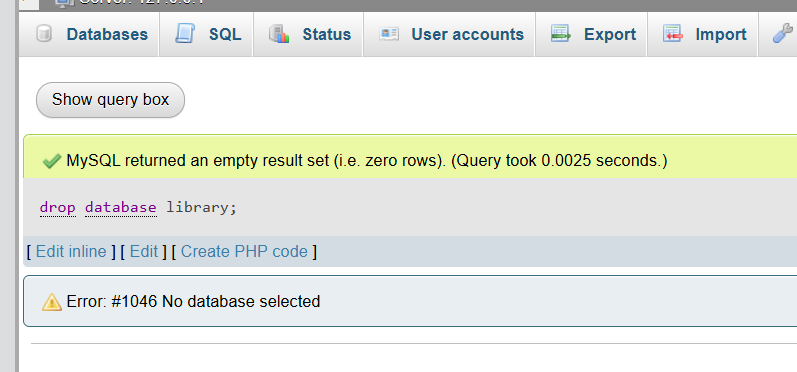 Server: 127.0.0.1
Databases SQL Status User accounts Export Import
Show query box
MySQL returned an empty result set (i.e. zero rows). (Query took 0.0025 seconds.)
drop database library;
[ Edit inline ] [ Edit ] [ Create PHP code ]
Error: #1046 No database selected